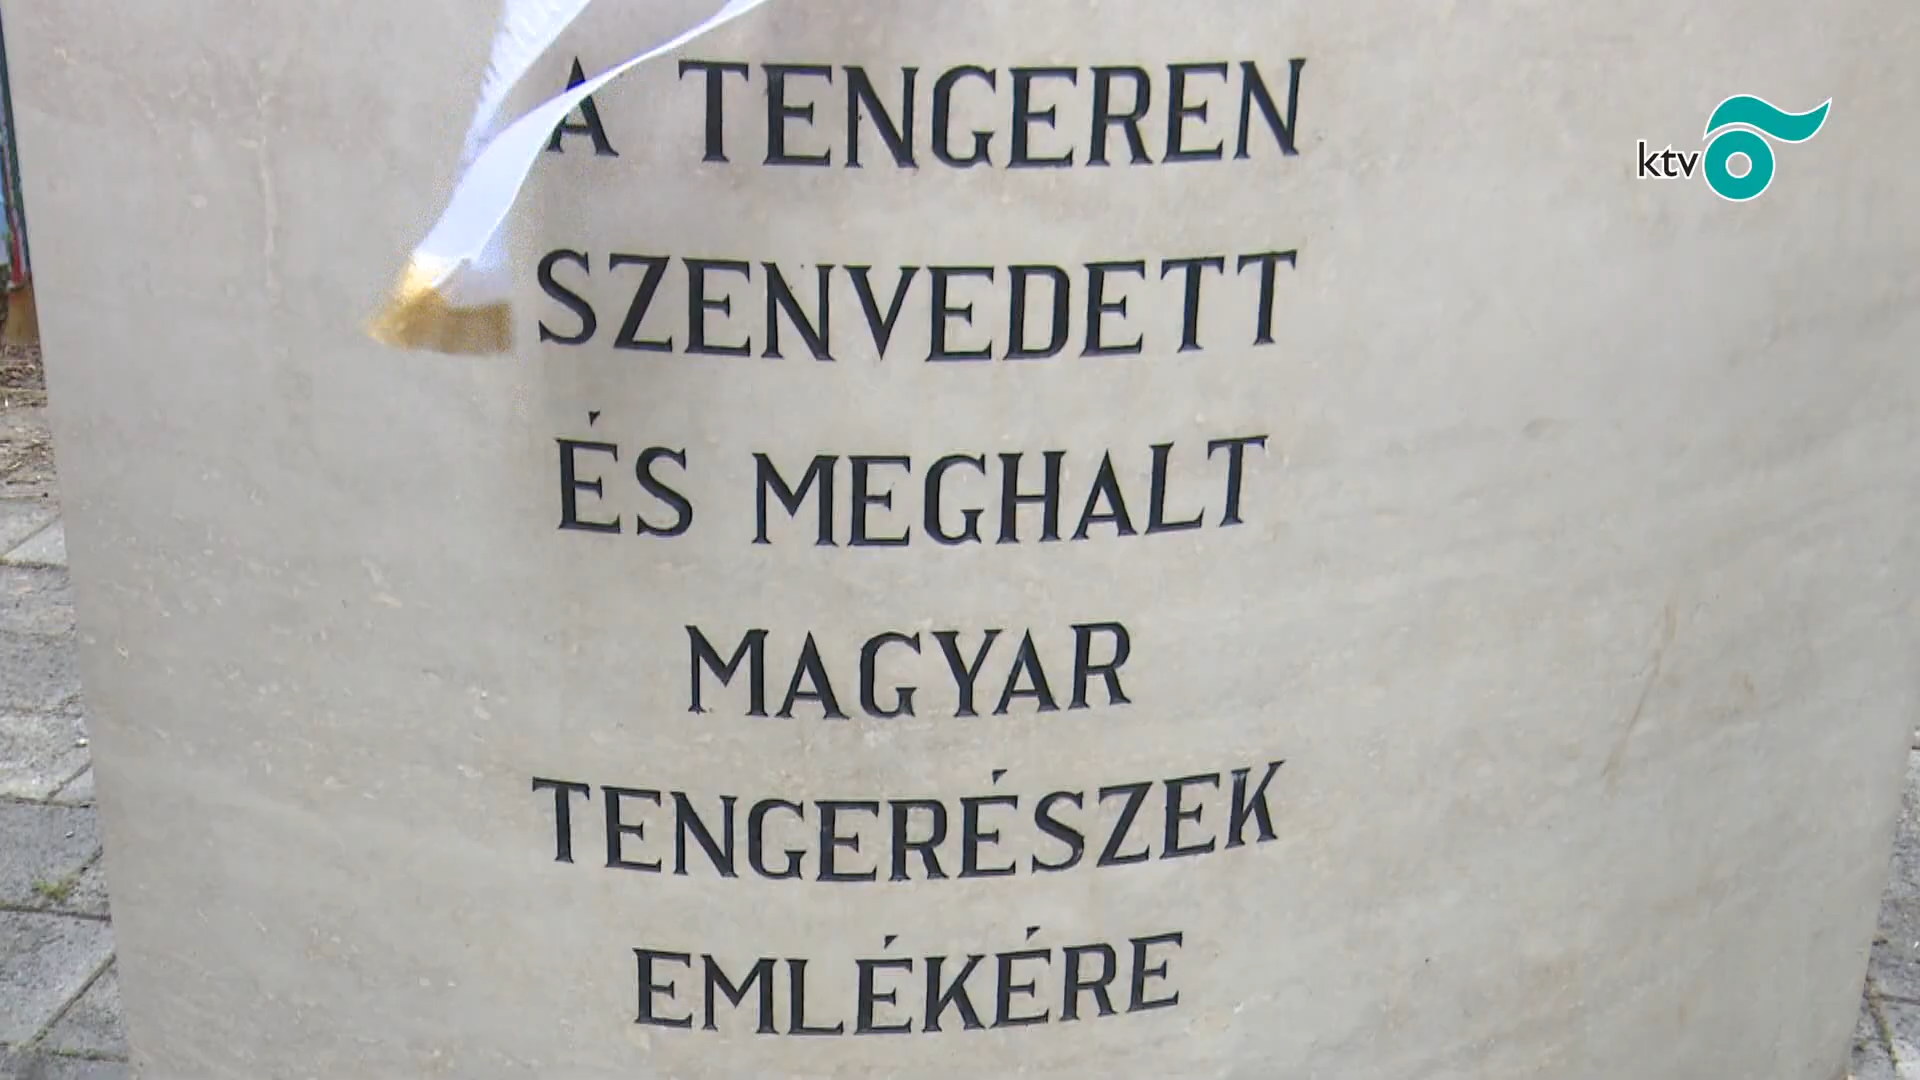 A TENGEREN
ktv
SZENVEDETT
ÉS MEGHALT
MAGYAR
TENGERÉSZEK
EMLÉKÉRE